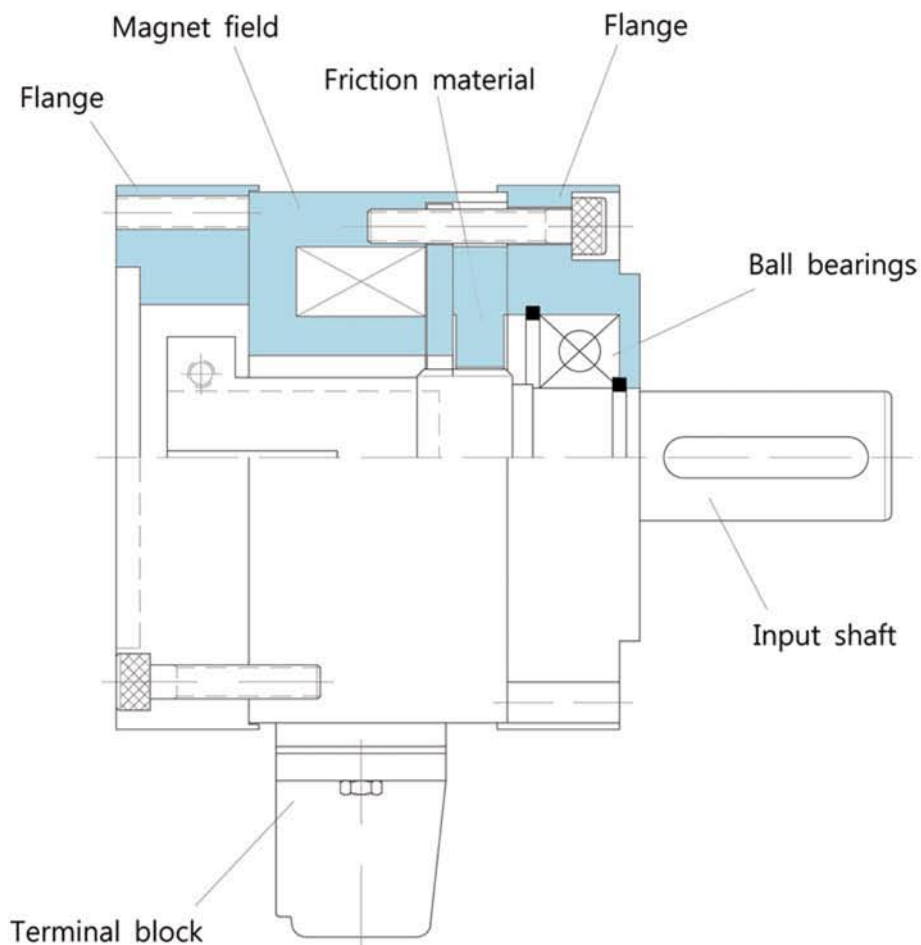 Magnet field
Flange
Friction material
Flange
Ball bearings
Input shaft
Terminal block